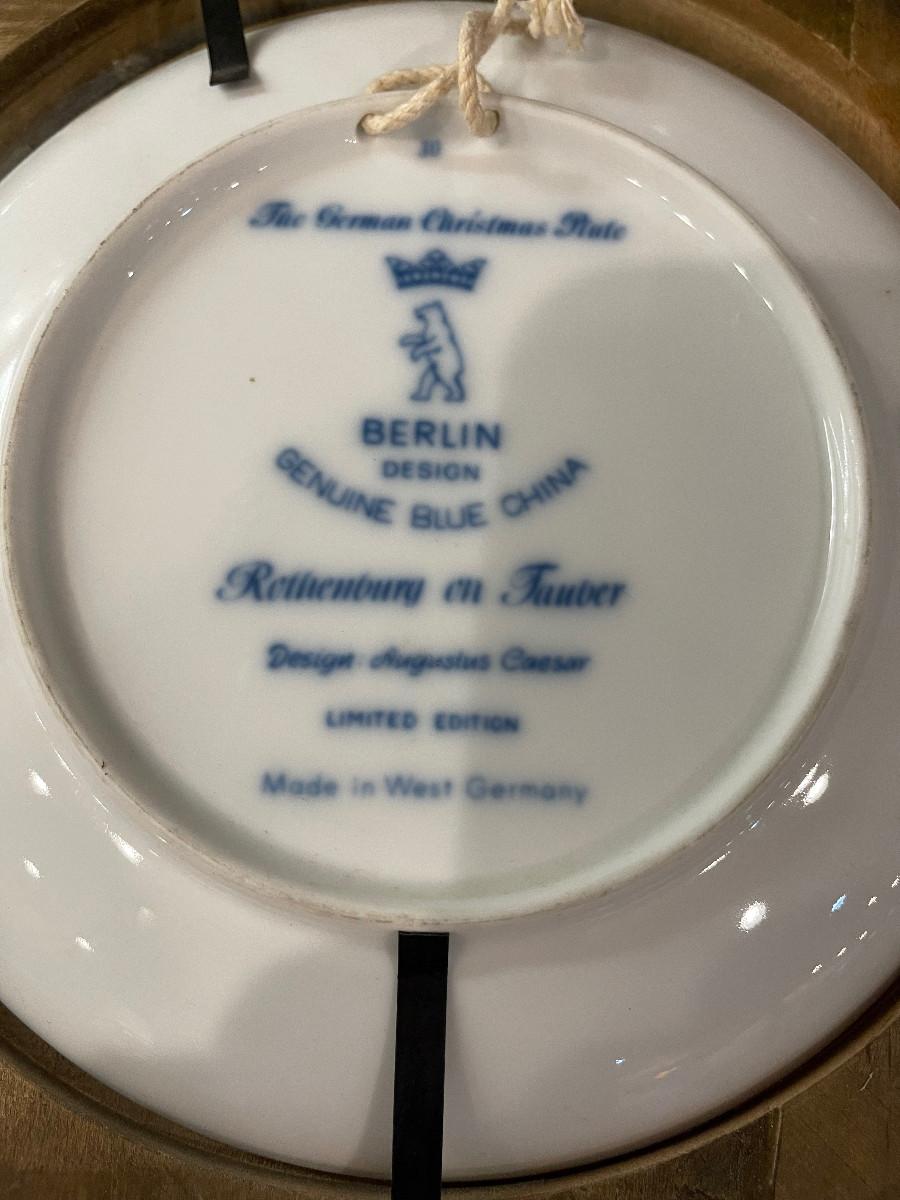 The German Christmas Plate
BERLIN
DESIGN
GENUINE BLUE CHINA
Rothenburg on Tauber
Design: Augustus Caesar
LIMITED EDITION
Made in West Germany